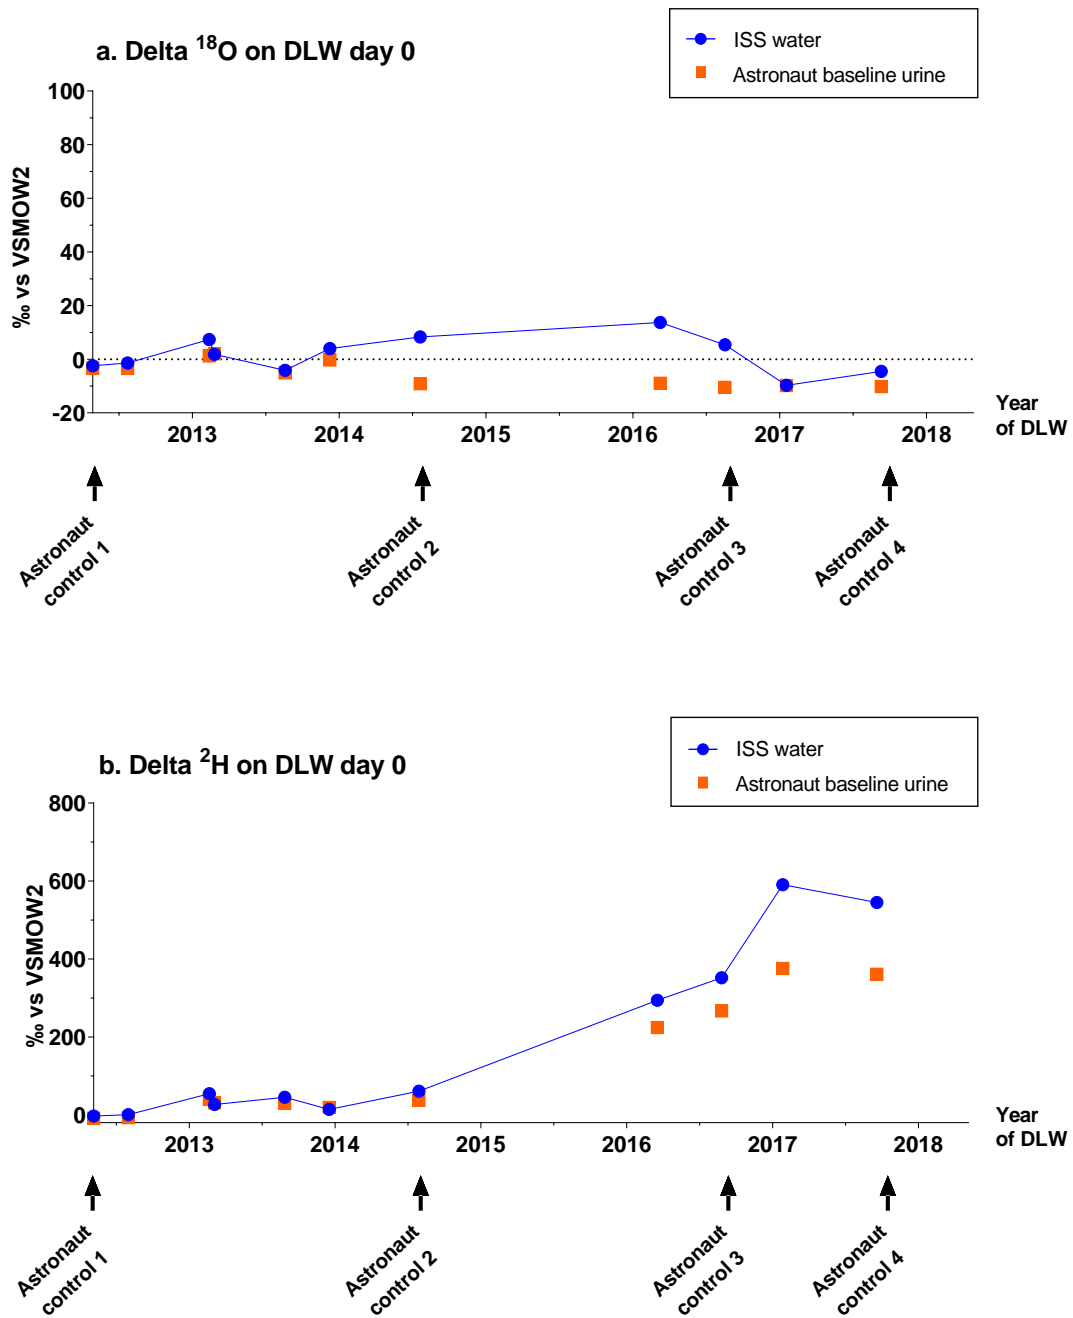 a. Delta 18O on DLW day 0
ISS water
Astronaut baseline urine
100
80
60
40
20
0
-20
‰ vs VSMOW2
2013 2014 2015 2016 2017 2018
Year
of DLW
Astronaut
control 1
Astronaut
control 2
Astronaut
control 3
Astronaut
control 4
b. Delta 2H on DLW day 0
ISS water
Astronaut baseline urine
800
600
400
200
0
‰ vs VSMOW2
2013 2014 2015 2016 2017 2018
Year
of DLW
Astronaut
control 1
Astronaut
control 2
Astronaut
control 3
Astronaut
control 4